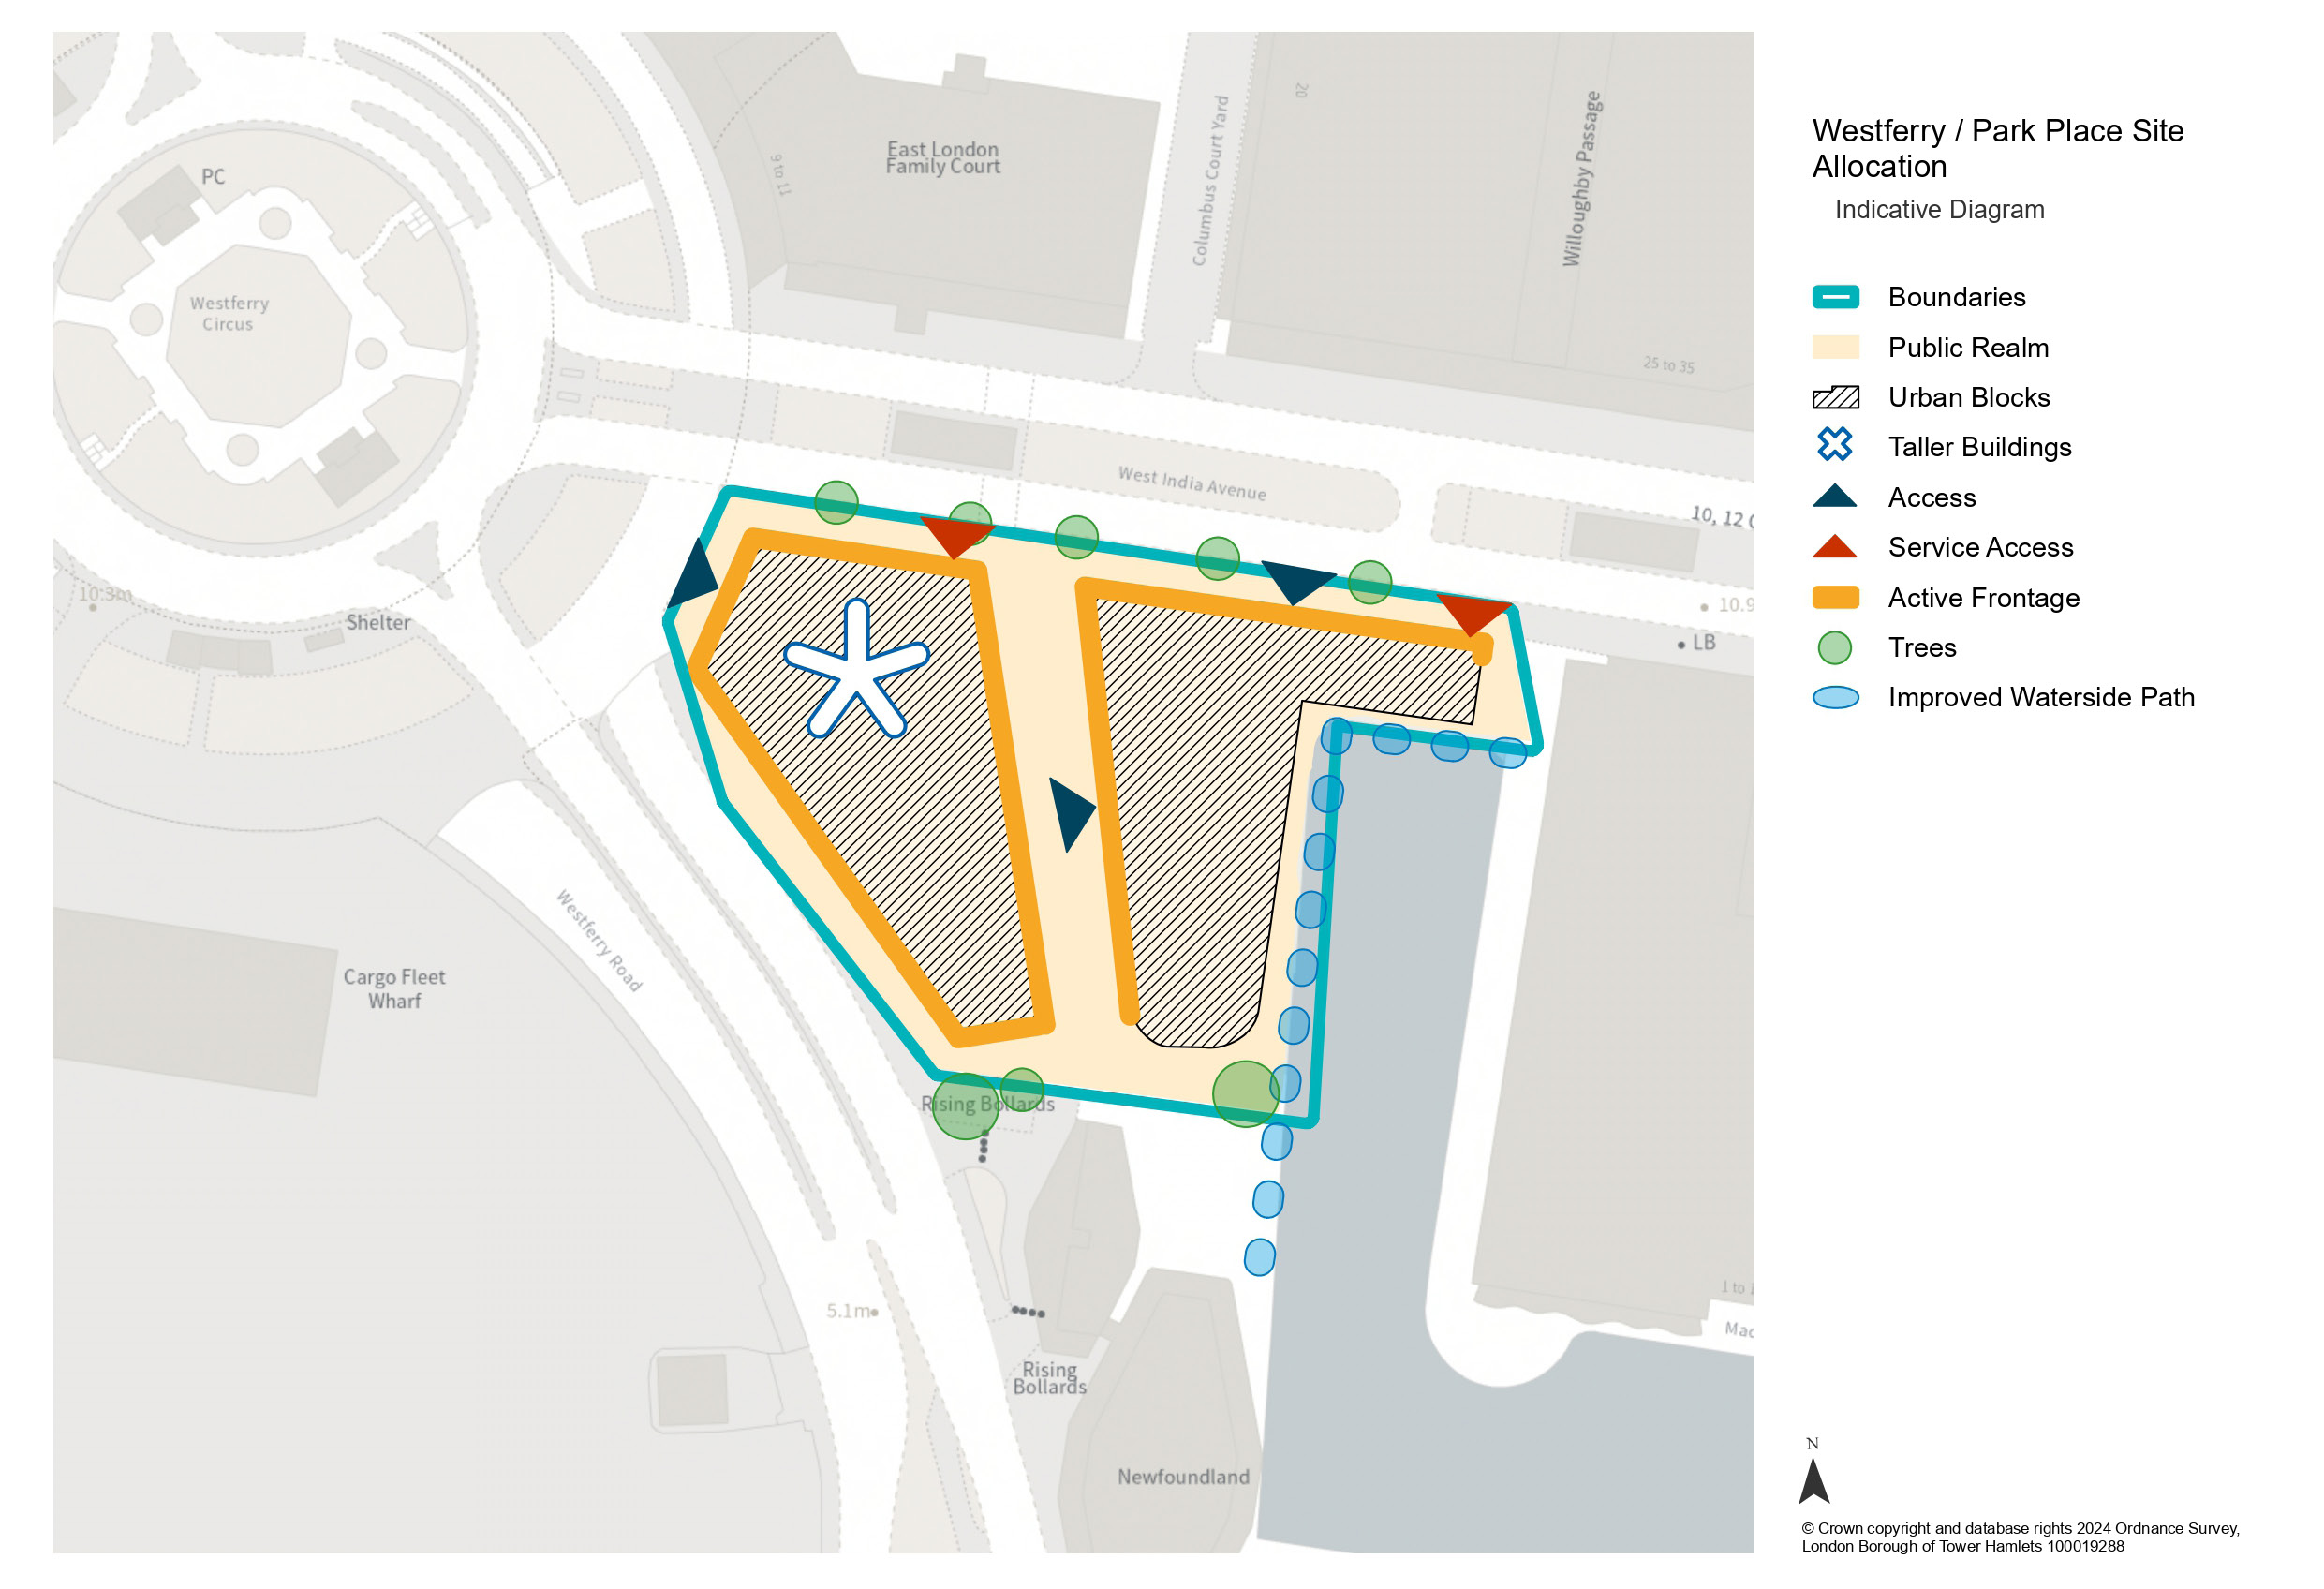 Westferry / Park Place Site
Allocation
Indicative Diagram
Boundaries
Public Realm
Urban Blocks
Taller Buildings
Access
Service Access
Active Frontage
Trees
Improved Waterside Path
PC
Westferry
Circus
East London
Family Court
9 to 11
Columbus Court Yard
20
Willoughby Passage
25 to 35
West India Avenue
10, 12
10.9
LB
10.3m
Shelter
Westferry Road
Cargo Fleet
Wharf
Rising Bollards
5.1m
Rising
Bollards
Newfoundland
1 to
Mac
N
© Crown copyright and database rights 2024 Ordnance Survey,
London Borough of Tower Hamlets 100019288